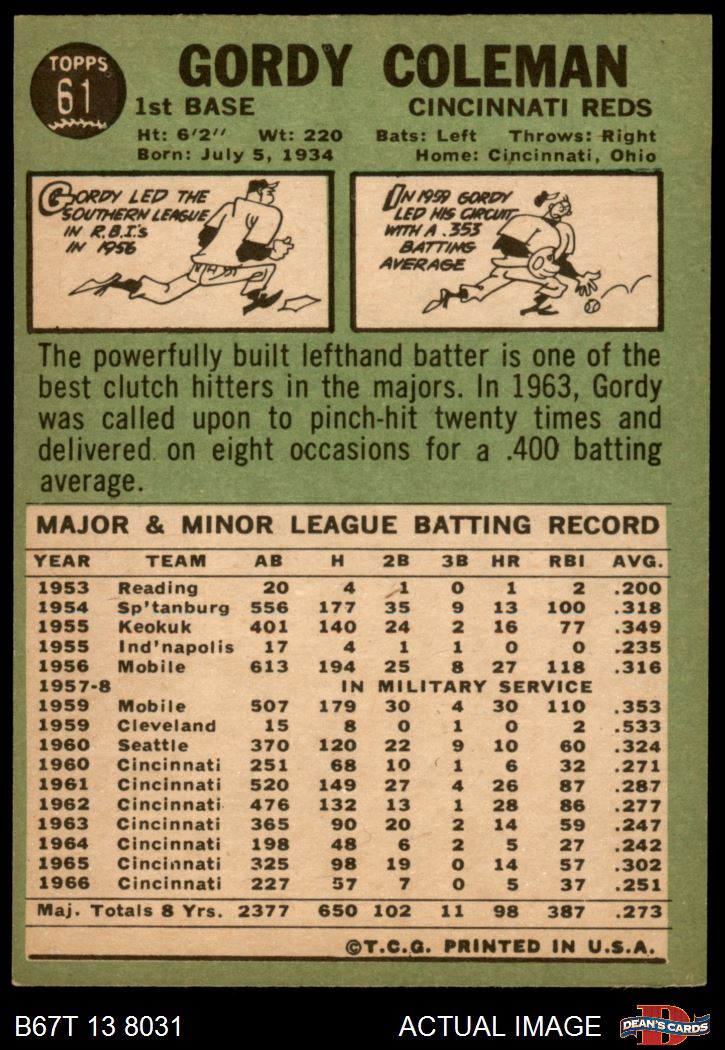 TOPPS
61
GORDY COLEMAN
1st BASE CINCINNATI REDS
Ht: 6'2'' Wt: 220 Bats: Left Throws: Right
Born: July 5, 1934 Home: Cincinnati, Ohio
GORDY LED THE
SOUTHERN LEAGUE
IN R.B.I.'s
IN 1956
IN 1959 GORDY
LED HIS CIRCUIT
WITH A .353
BATTING
AVERAGE
The powerfully built lefthand batter is one of the
best clutch hitters in the majors. In 1963, Gordy
was called upon to pinch-hit twenty times and
delivered on eight occasions for a .400 batting
average.
MAJOR & MINOR LEAGUE BATTING RECORD
YEAR TEAM AB H 2B 3B HR RBI AVG.
1953 Reading 20 4 1 0 1 2 .200
1954 Sp'tanburg 556 177 35 9 13 100 .318
1955 Keokuk 401 140 24 2 16 77 .349
1955 Ind'napolis 17 4 1 1 0 0 .235
1956 Mobile 613 194 25 8 27 118 .316
1957-8 IN MILITARY SERVICE
1959 Mobile 507 179 30 4 30 110 .353
1959 Cleveland 15 8 0 1 0 2 .533
1960 Seattle 370 120 22 9 10 60 .324
1960 Cincinnati 251 68 10 1 6 32 .271
1961 Cincinnati 520 149 27 4 26 87 .287
1962 Cincinnati 476 132 13 1 28 86 .277
1963 Cincinnati 365 90 20 2 14 59 .247
1964 Cincinnati 198 48 6 2 5 27 .242
1965 Cincinnati 325 98 19 0 14 57 .302
1966 Cincinnati 227 57 7 0 5 37 .251
Maj. Totals 8 Yrs. 2377 650 102 11 98 387 .273
©T.C.G. PRINTED IN U.S.A.
B67T 13 8031 ACTUAL IMAGE DEAN'S CARDS